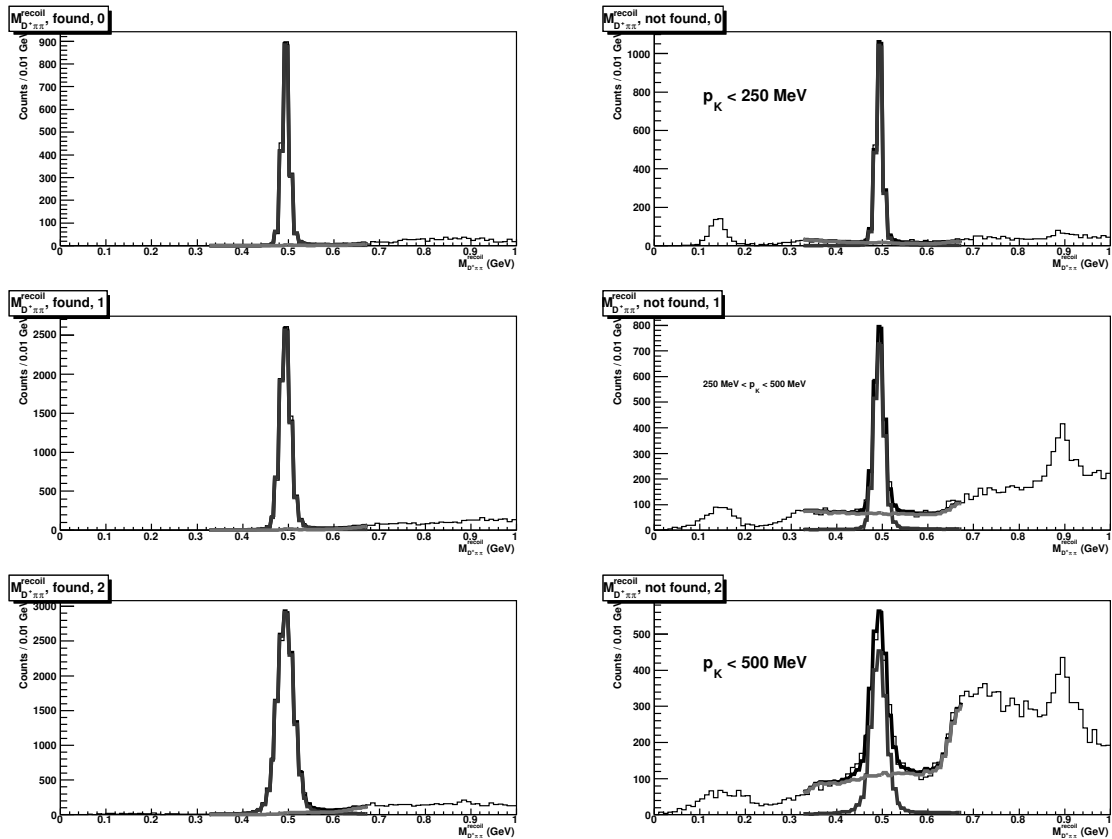 M^recoil_D⁺ππ, found, 0
Counts / 0.01 GeV
900
800
700
600
500
400
300
200
100
0
0 0.1 0.2 0.3 0.4 0.5 0.6 0.7 0.8 0.9 1
M^recoil_D⁺ππ (GeV)
M^recoil_D⁺ππ, not found, 0
Counts / 0.01 GeV
p_K < 250 MeV
1000
800
600
400
200
0
0 0.1 0.2 0.3 0.4 0.5 0.6 0.7 0.8 0.9 1
M^recoil_D⁺ππ (GeV)
M^recoil_D⁺ππ, found, 1
Counts / 0.01 GeV
2500
2000
1500
1000
500
0
0 0.1 0.2 0.3 0.4 0.5 0.6 0.7 0.8 0.9 1
M^recoil_D⁺ππ (GeV)
M^recoil_D⁺ππ, not found, 1
Counts / 0.01 GeV
250 MeV < p_K < 500 MeV
800
700
600
500
400
300
200
100
0
0 0.1 0.2 0.3 0.4 0.5 0.6 0.7 0.8 0.9 1
M^recoil_D⁺ππ (GeV)
M^recoil_D⁺ππ, found, 2
Counts / 0.01 GeV
3000
2500
2000
1500
1000
500
0
0 0.1 0.2 0.3 0.4 0.5 0.6 0.7 0.8 0.9 1
M^recoil_D⁺ππ (GeV)
M^recoil_D⁺ππ, not found, 2
Counts / 0.01 GeV
p_K < 500 MeV
500
400
300
200
100
0
0 0.1 0.2 0.3 0.4 0.5 0.6 0.7 0.8 0.9 1
M^recoil_D⁺ππ (GeV)